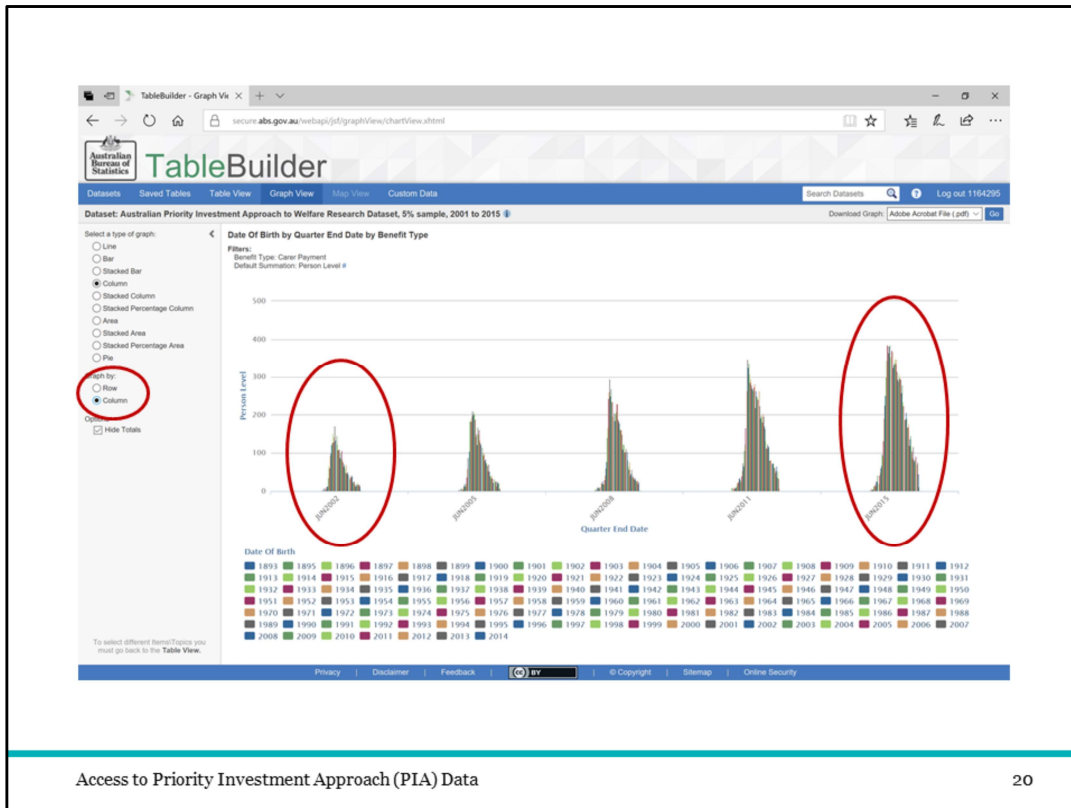 TableBuilder - Graph Vie
secure.abs.gov.au/webapi/jsf/graphView/chartView.xhtml
Australian
Bureau of
Statistics
TableBuilder
Datasets Saved Tables Table View Graph View Map View Custom Data Search Datasets Log out 1164295
Dataset: Australian Priority Investment Approach to Welfare Research Dataset, 5% sample, 2001 to 2015 Download Graph: Adobe Acrobat File (.pdf) Go
Select a type of graph:
Line
Bar
Stacked Bar
Column
Stacked Column
Stacked Percentage Column
Area
Stacked Area
Stacked Percentage Area
Pie
Graph by:
Row
Column
Hide Totals
To select different Items\Topics you
must go back to the Table View.
Date Of Birth by Quarter End Date by Benefit Type
Filters:
Benefit Type: Carer Payment
Default Summation: Person Level #
500
400
300
200
100
0
Person Level
JUN2002 JUN2005 JUN2008 JUN2011 JUN2015
Quarter End Date
Date Of Birth
1893 1895 1896 1897 1898 1899 1900 1901 1902 1903 1904 1905 1906 1907 1908 1909 1910 1911 1912
1913 1914 1915 1916 1917 1918 1919 1920 1921 1922 1923 1924 1925 1926 1927 1928 1929 1930 1931
1932 1933 1934 1935 1936 1937 1938 1939 1940 1941 1942 1943 1944 1945 1946 1947 1948 1949 1950
1951 1952 1953 1954 1955 1956 1957 1958 1959 1960 1961 1962 1963 1964 1965 1966 1967 1968 1969
1970 1971 1972 1973 1974 1975 1976 1977 1978 1979 1980 1981 1982 1983 1984 1985 1986 1987 1988
1989 1990 1991 1992 1993 1994 1995 1996 1997 1998 1999 2000 2001 2002 2003 2004 2005 2006 2007
2008 2009 2010 2011 2012 2013 2014
Privacy | Disclaimer | Feedback | (cc) BY | © Copyright | Sitemap | Online Security
Access to Priority Investment Approach (PIA) Data 20